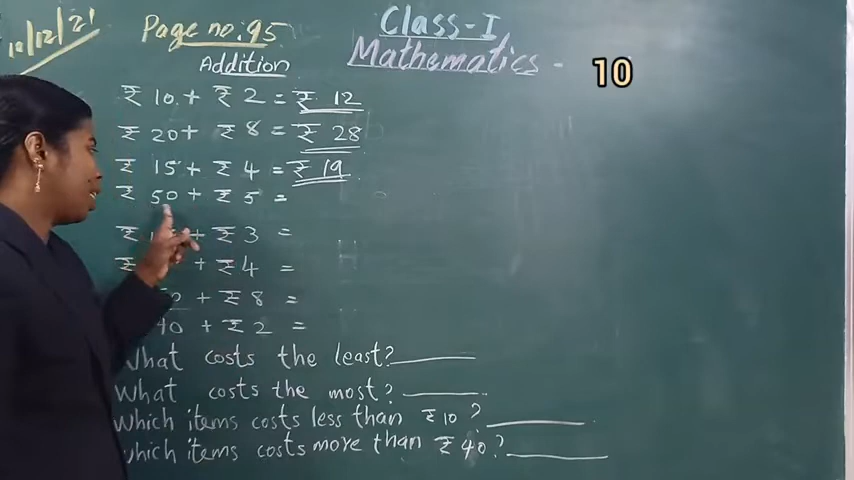 10/12/21
Page no:95
Class-I
Mathematics - 10
Addition
₹ 10 + ₹ 2 = ₹ 12
₹ 20 + ₹ 8 = ₹ 28
₹ 15 + ₹ 4 = ₹ 19
₹ 50 + ₹ 5 =
₹ + ₹ 3 =
₹ + ₹ 4 =
+ ₹ 8 =
40 + ₹ 2 =
What costs the least?
What costs the most?
Which items costs less than ₹10?
which items costs more than ₹40?